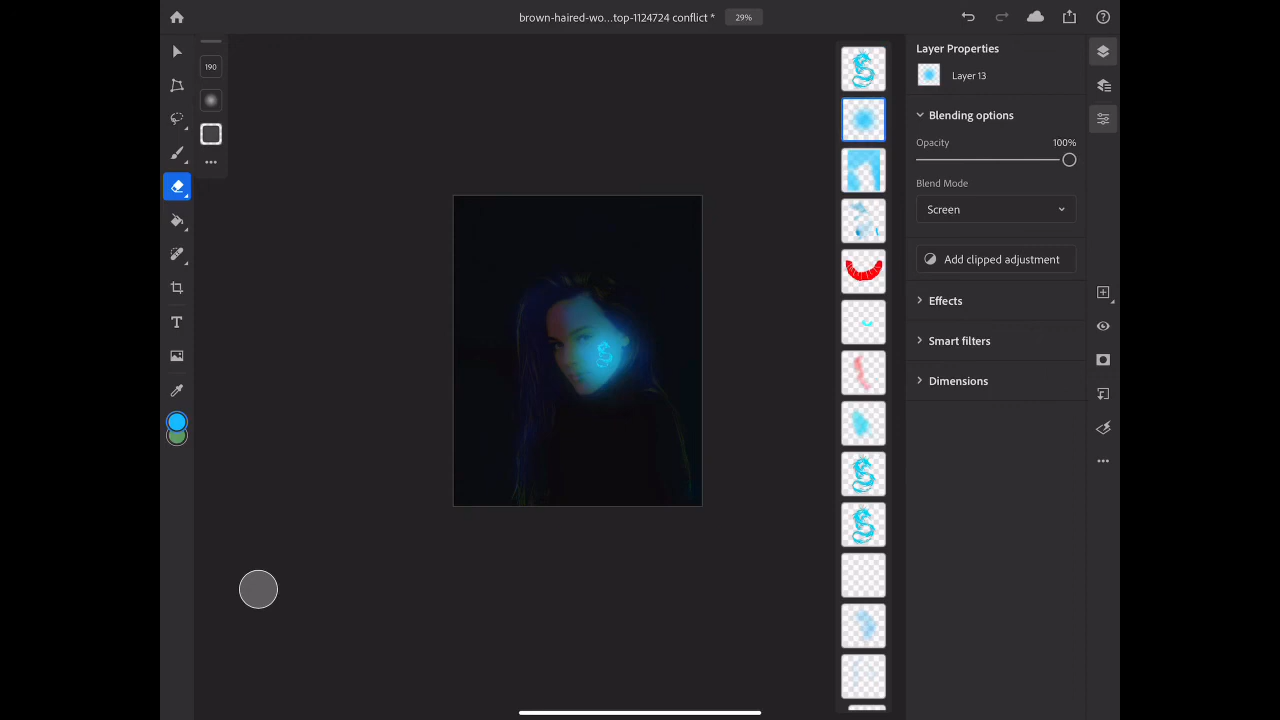 brown-haired-wo...top-1124724 conflict *
29%
Layer Properties
190
Layer 13
Blending options
Opacity
100%
Blend Mode
Screen
Add clipped adjustment
Effects
Smart filters
Dimensions